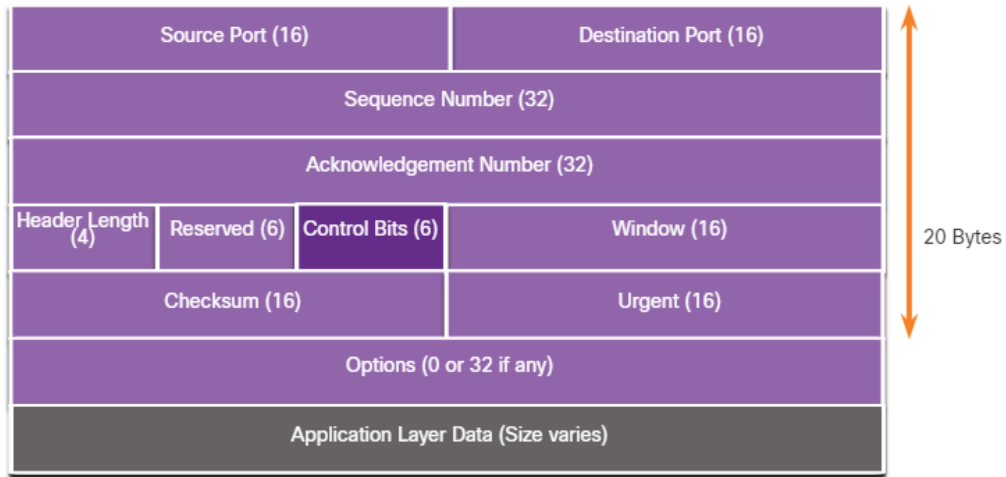 Source Port (16)
Destination Port (16)
Sequence Number (32)
Acknowledgement Number (32)
Header Length
(4)
Reserved (6)
Control Bits (6)
Window (16)
20 Bytes
Checksum (16)
Urgent (16)
Options (0 or 32 if any)
Application Layer Data (Size varies)